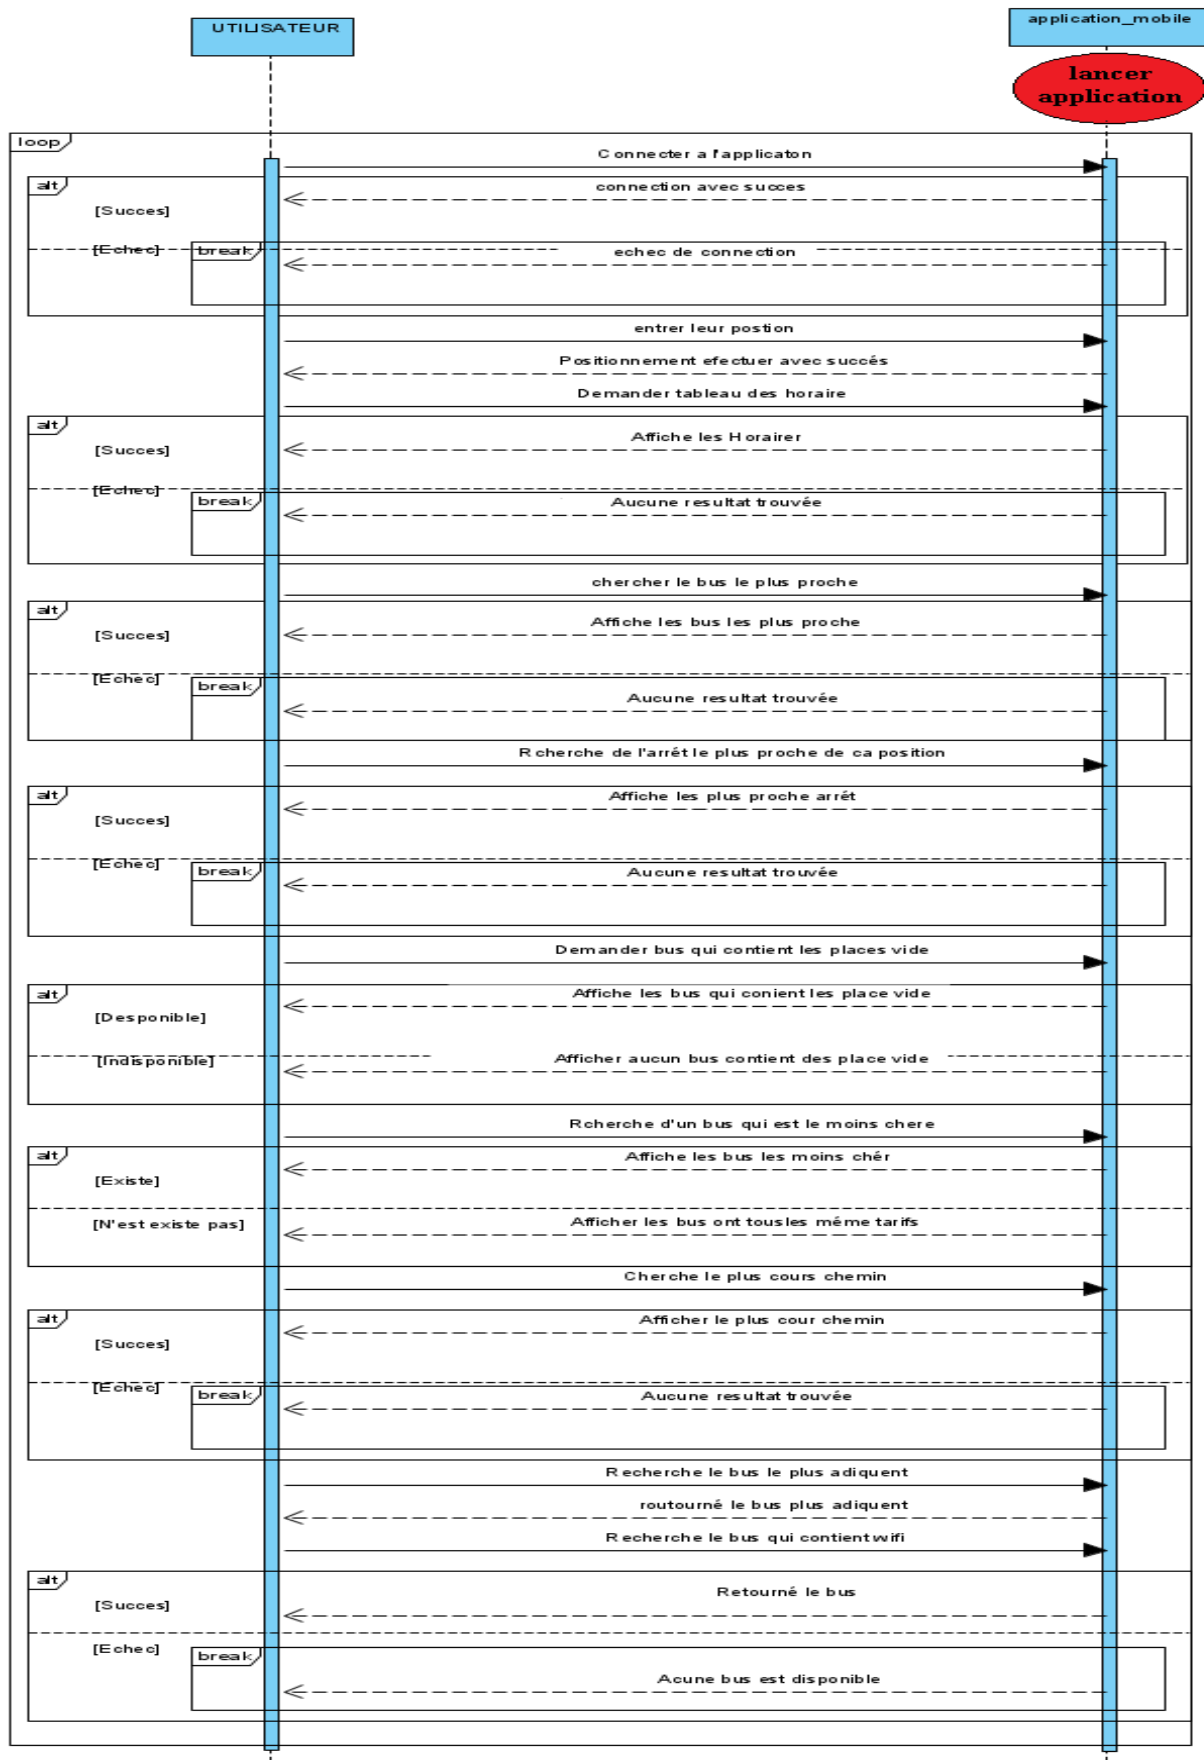 UTILISATEUR
application_mobile
lancer
application
loop
Connecter a l'applicaton
alt
connection avec succes
[Succes]
[Echec]
break
echec de connection
entrer leur postion
Positionnement efectuer avec succés
Demander tableau des horaire
alt
Affiche les Horairer
[Succes]
[Echec]
break
Aucune resultat trouvée
chercher le bus le plus proche
alt
Affiche les bus les plus proche
[Succes]
[Echec]
break
Aucune resultat trouvée
Rcherche de l'arrét le plus proche de ca position
alt
Affiche les plus proche arrét
[Succes]
[Echec]
break
Aucune resultat trouvée
Demander bus qui contient les places vide
alt
Affiche les bus qui conient les place vide
[Desponible]
[Indisponible]
Afficher aucun bus contient des place vide
Rcherche d'un bus qui est le moins chere
alt
Affiche les bus les moins chér
[Existe]
[N'est existe pas]
Afficher les bus ont tousles méme tarifs
Cherche le plus cours chemin
alt
Afficher le plus cour chemin
[Succes]
[Echec]
break
Aucune resultat trouvée
Recherche le bus le plus adiquent
routourné le bus plus adiquent
Recherche le bus qui contient wifi
alt
Retourné le bus
[Succes]
[Echec]
break
Acune bus est disponible